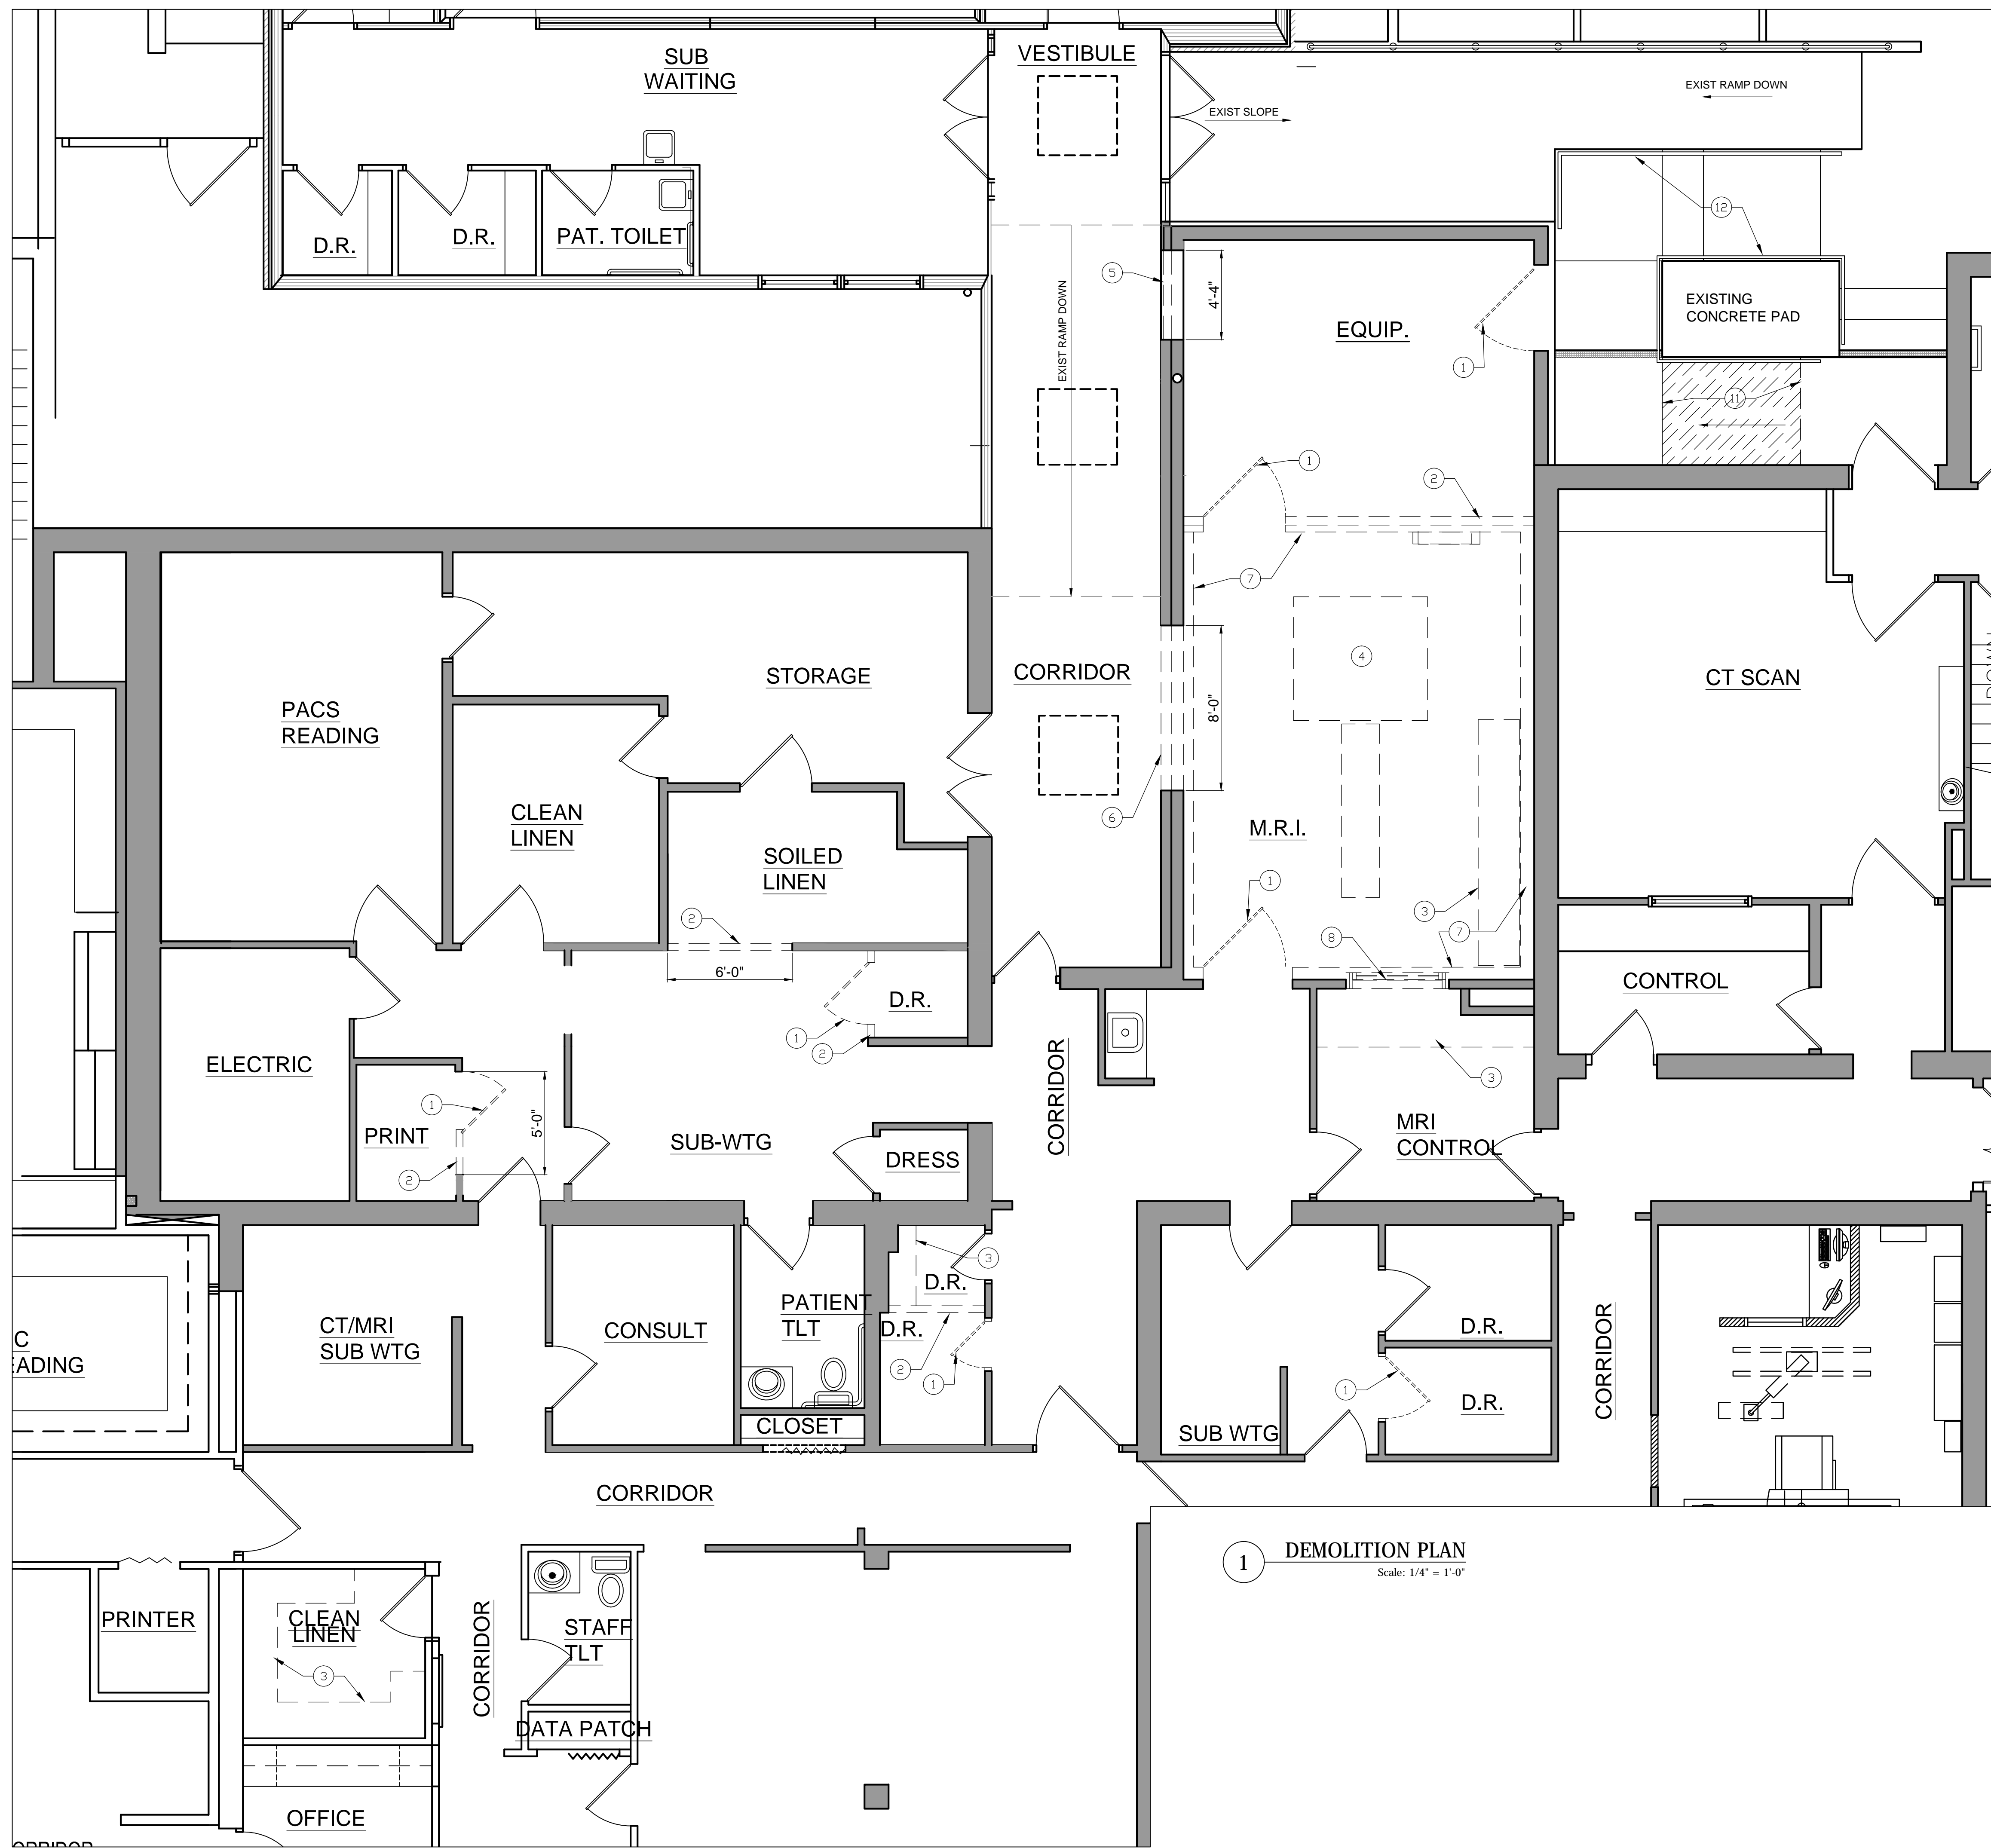 SUB
WAITING
VESTIBULE
EXIST RAMP DOWN
EXIST SLOPE
D.R.
D.R.
PAT. TOILET
12
5
4'-4"
EXIST RAMP DOWN
EQUIP.
1
EXISTING
CONCRETE PAD
11
1
2
7
PACS
READING
STORAGE
CORRIDOR
8'-0"
4
CT SCAN
CLEAN
LINEN
6
M.R.I.
SOILED
LINEN
1
3
7
2
8
6'-0"
D.R.
CONTROL
1
2
ELECTRIC
CORRIDOR
3
1
PRINT
5'-0"
2
SUB-WTG
DRESS
MRI
CONTROL
3
D.R.
PATIENT
TLT
D.R.
CT/MRI
SUB WTG
CONSULT
2
1
D.R.
1
D.R.
CORRIDOR
C
EADING
CLOSET
SUB WTG
CORRIDOR
1
DEMOLITION PLAN
Scale: 1/4" = 1'-0"
PRINTER
CLEAN
LINEN
3
CORRIDOR
STAFF
TLT
DATA PATCH
OFFICE